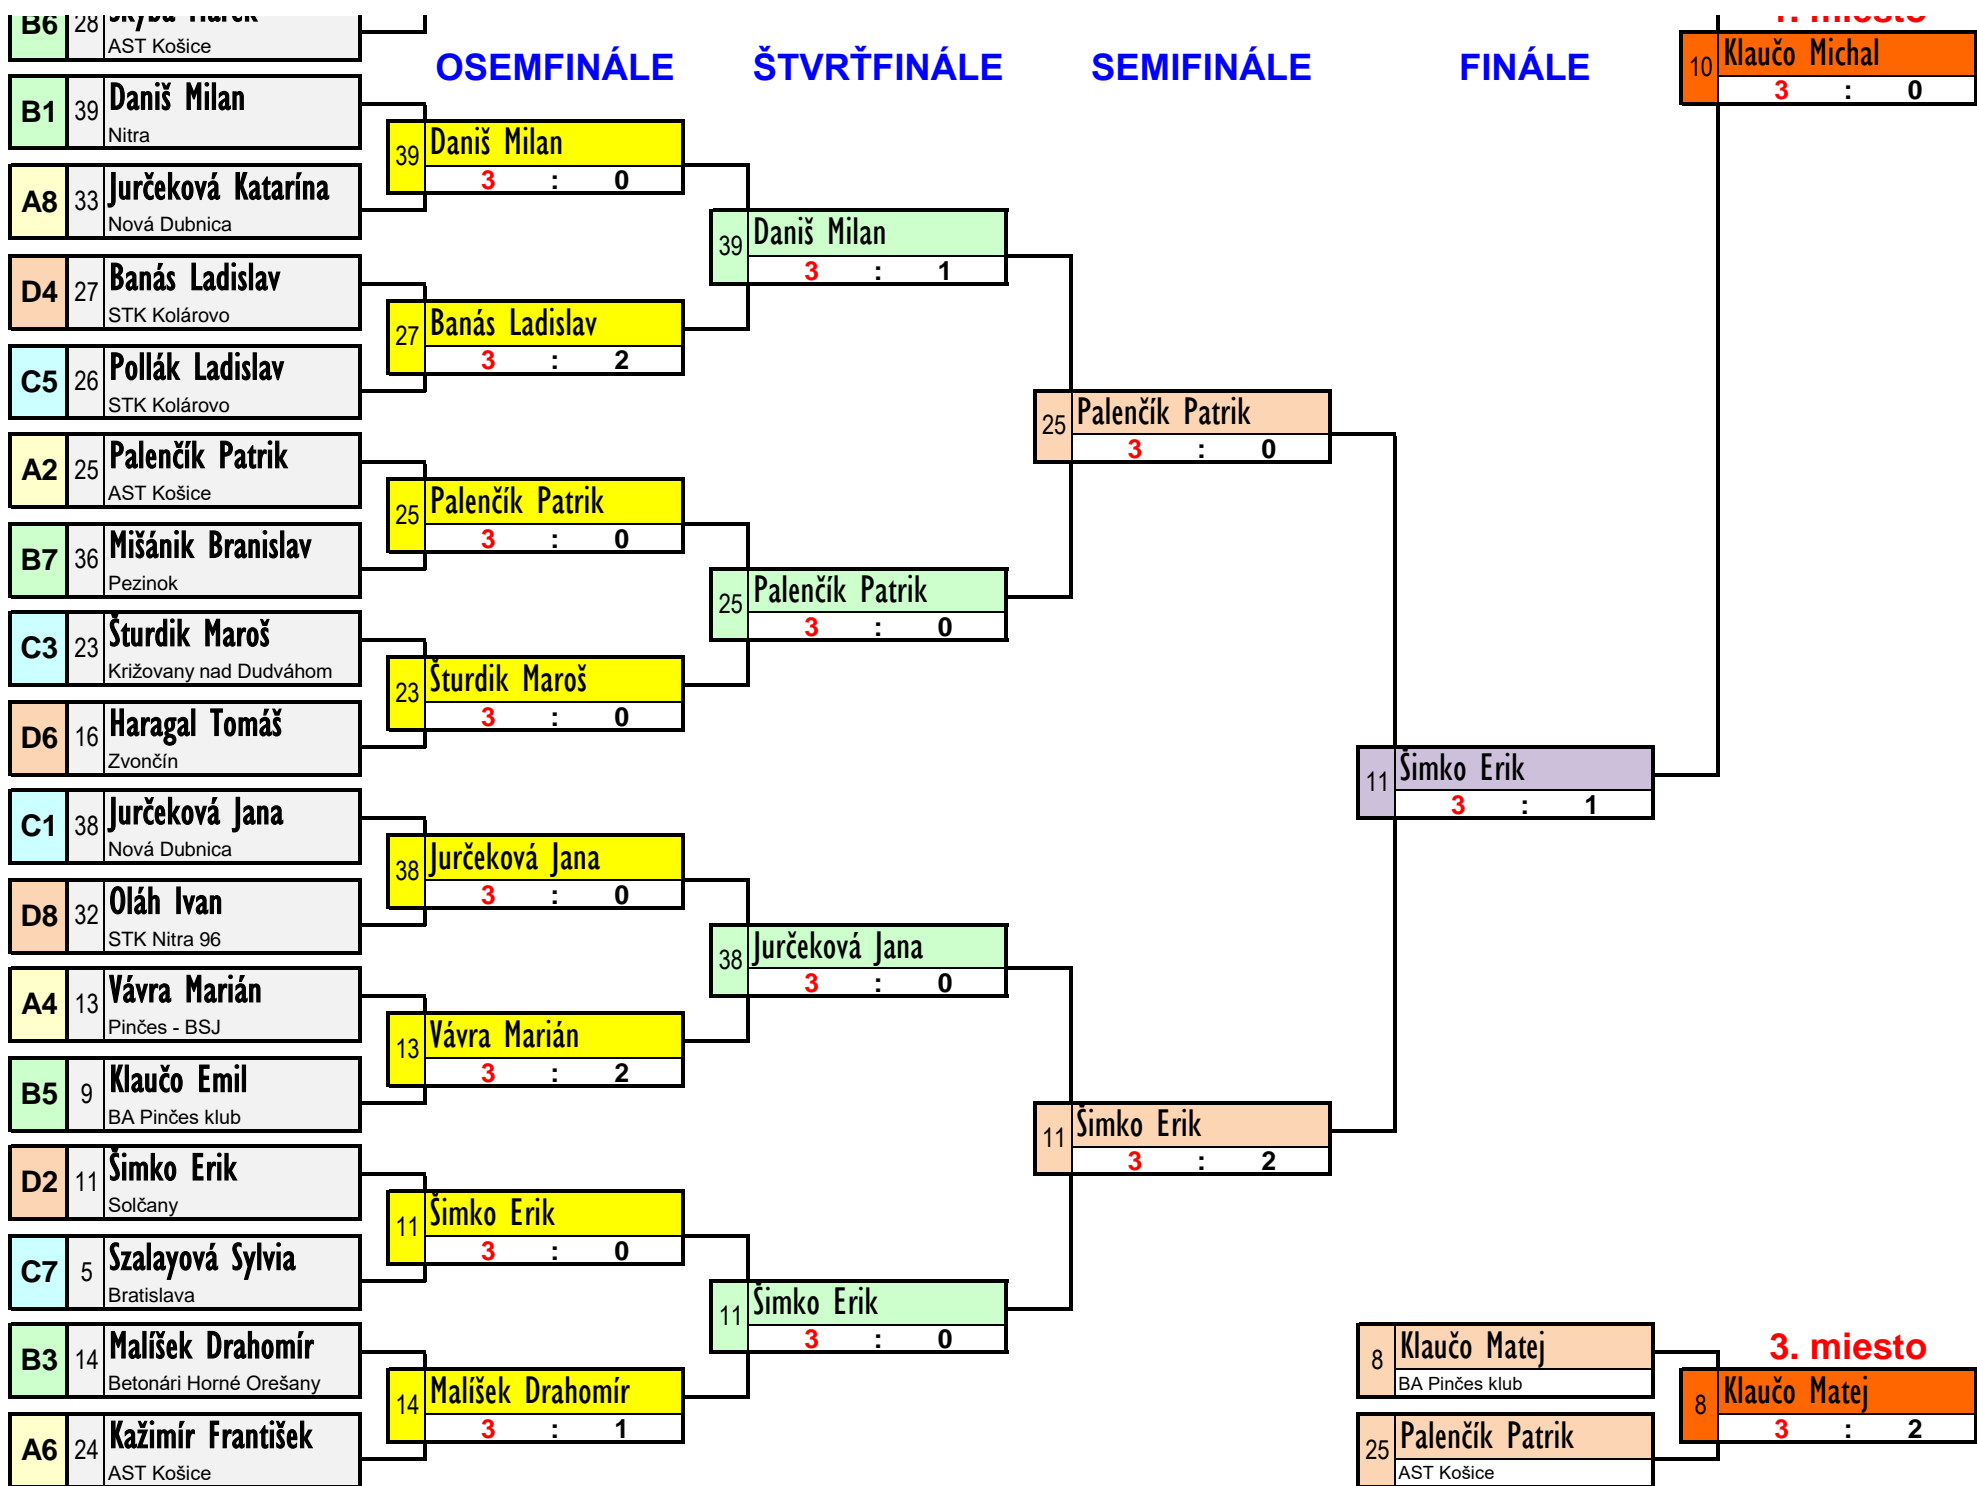 B6 28
AST Košice
OSEMFINÁLE ŠTVRŤFINÁLE SEMIFINÁLE FINÁLE
1. miesto
10 Klaučo Michal
3 : 0
B1 39 Daniš Milan
Nitra
39 Daniš Milan
3 : 0
A8 33 Jurčeková Katarína
Nová Dubnica
39 Daniš Milan
3 : 1
D4 27 Banás Ladislav
STK Kolárovo
27 Banás Ladislav
3 : 2
C5 26 Pollák Ladislav
STK Kolárovo
25 Palenčík Patrik
3 : 0
A2 25 Palenčík Patrik
AST Košice
25 Palenčík Patrik
3 : 0
B7 36 Mišánik Branislav
Pezinok
25 Palenčík Patrik
3 : 0
C3 23 Šturdik Maroš
Križovany nad Dudváhom
23 Šturdik Maroš
3 : 0
D6 16 Haragal Tomáš
Zvončín
11 Šimko Erik
3 : 1
C1 38 Jurčeková Jana
Nová Dubnica
38 Jurčeková Jana
3 : 0
D8 32 Oláh Ivan
STK Nitra 96
38 Jurčeková Jana
3 : 0
A4 13 Vávra Marián
Pinčes - BSJ
13 Vávra Marián
3 : 2
B5 9 Klaučo Emil
BA Pinčes klub
11 Šimko Erik
3 : 2
D2 11 Šimko Erik
Solčany
11 Šimko Erik
3 : 0
C7 5 Szalayová Sylvia
Bratislava
11 Šimko Erik
3 : 0
B3 14 Malíšek Drahomír
Betonári Horné Orešany
14 Malíšek Drahomír
3 : 1
A6 24 Kažimír František
AST Košice
8 Klaučo Matej
BA Pinčes klub
3. miesto
8 Klaučo Matej
3 : 2
25 Palenčík Patrik
AST Košice